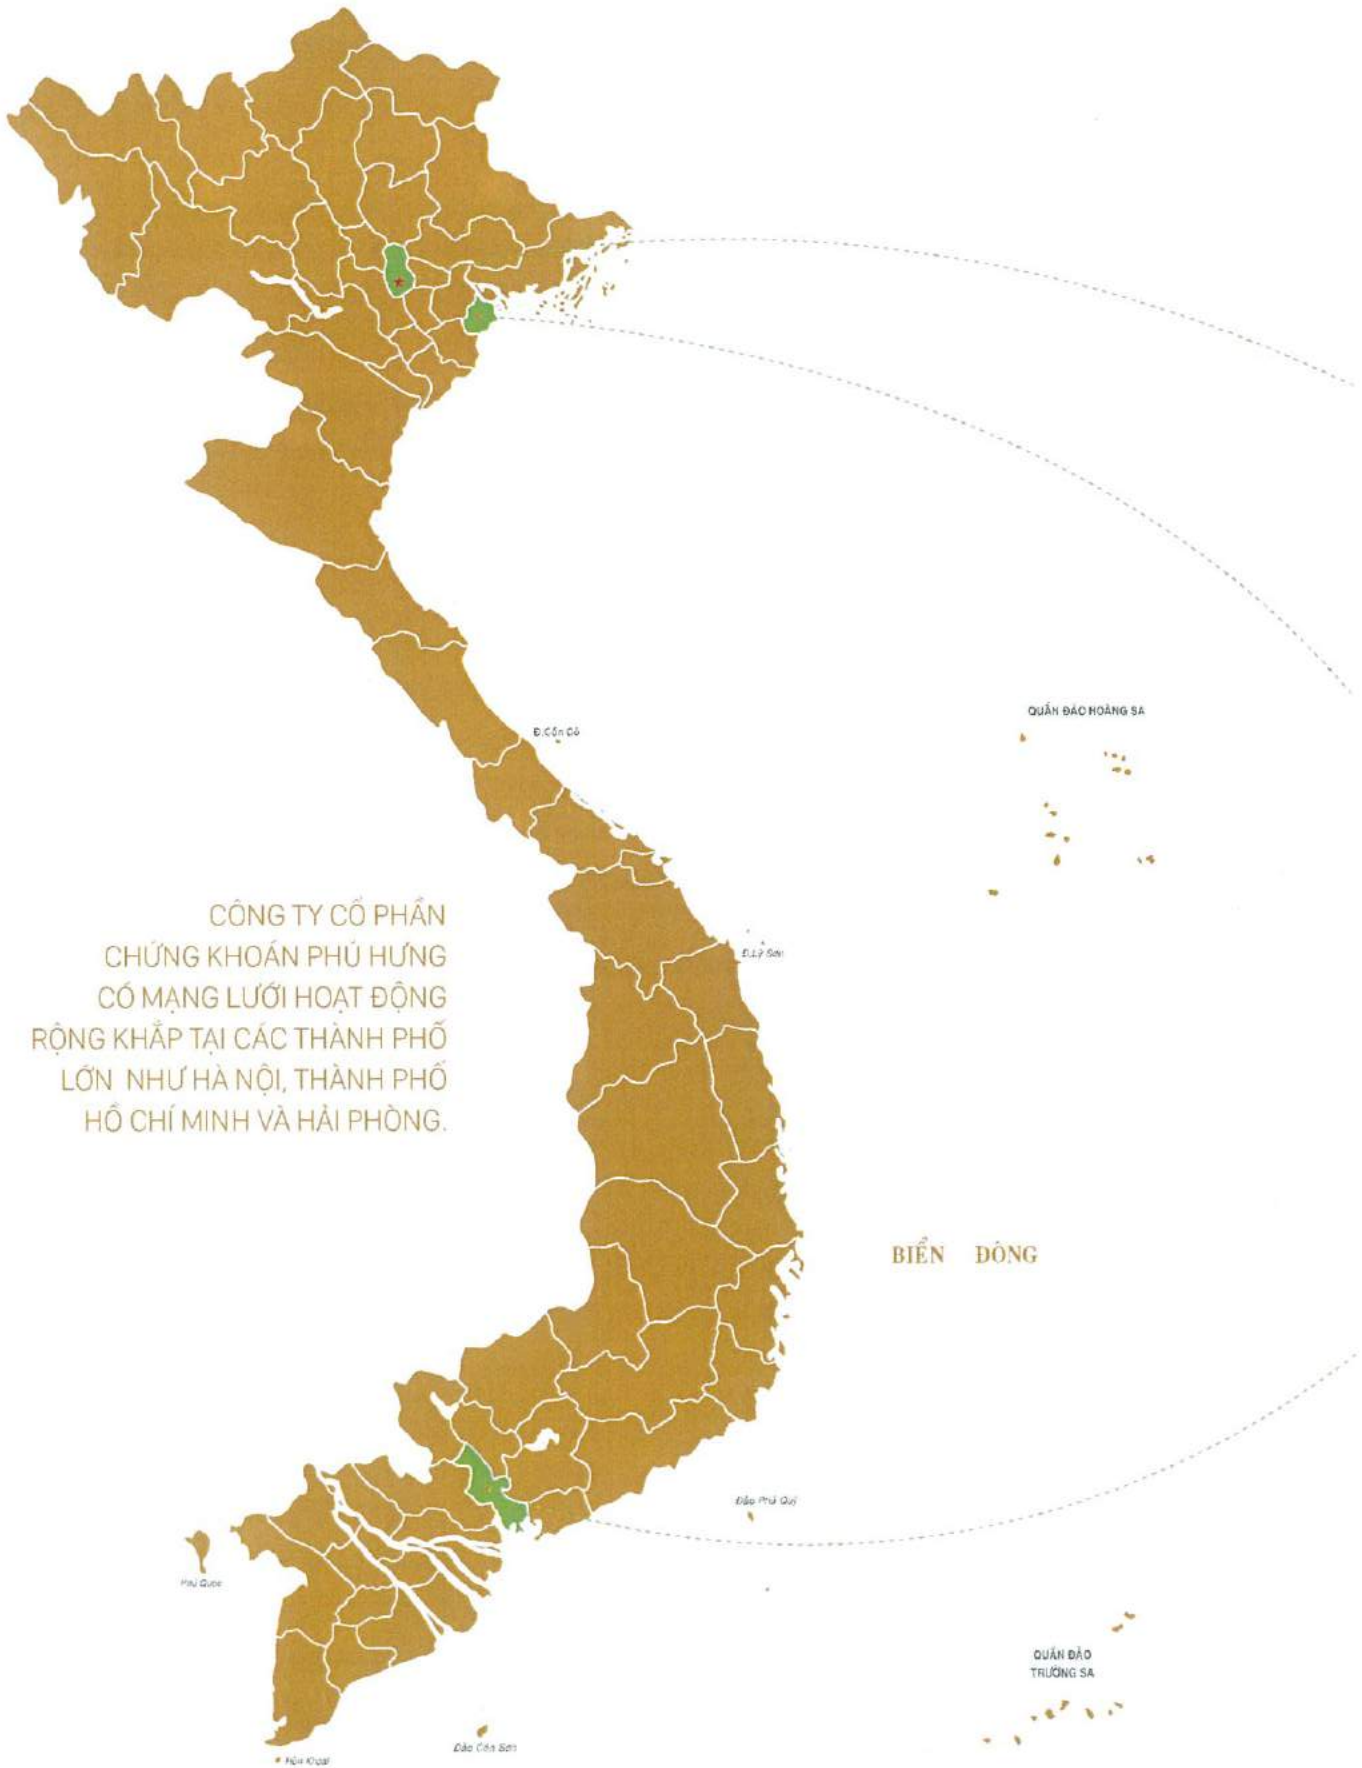 QUẦN ĐẢO HOÀNG SA
Đ.Cồn Cỏ
CÔNG TY CỔ PHẦN
CHỨNG KHOÁN PHÚ HƯNG
CÓ MẠNG LƯỚI HOẠT ĐỘNG
RỘNG KHẮP TẠI CÁC THÀNH PHỐ
LỚN NHƯ HÀ NỘI, THÀNH PHỐ
HỒ CHÍ MINH VÀ HẢI PHÒNG.
Đ.Lý Sơn
BIỂN ĐÔNG
Đảo Phú Quý
Phú Quốc
QUẦN ĐẢO
TRƯỜNG SA
Đảo Côn Sơn
Hòn Khoai